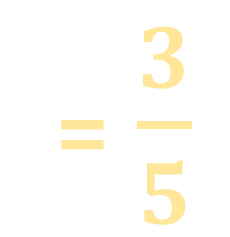 = 3/5